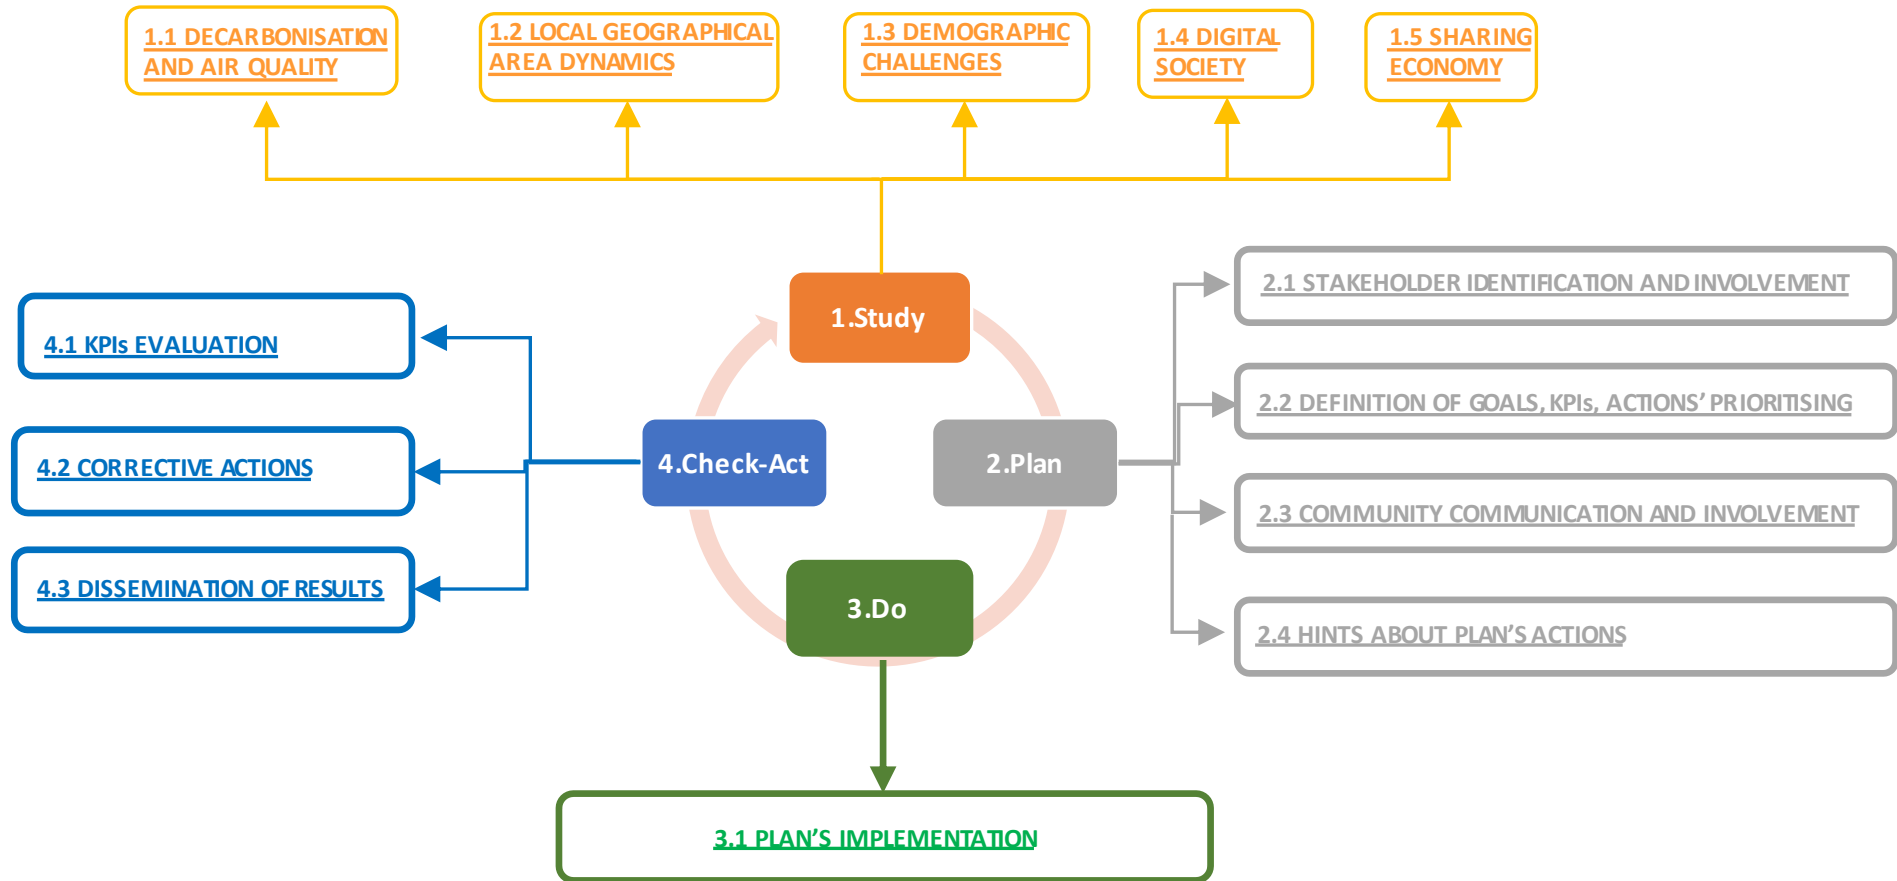 1.1 DECARBONISATION
AND AIR QUALITY
1.2 LOCAL GEOGRAPHICAL
AREA DYNAMICS
1.3 DEMOGRAPHIC
CHALLENGES
1.4 DIGITAL
SOCIETY
1.5 SHARING
ECONOMY
1.Study
2.Plan
3.Do
4.Check-Act
2.1 STAKEHOLDER IDENTIFICATION AND INVOLVEMENT
2.2 DEFINITION OF GOALS, KPIs, ACTIONS’ PRIORITISING
2.3 COMMUNITY COMMUNICATION AND INVOLVEMENT
2.4 HINTS ABOUT PLAN’S ACTIONS
3.1 PLAN’S IMPLEMENTATION
4.1 KPIs EVALUATION
4.2 CORRECTIVE ACTIONS
4.3 DISSEMINATION OF RESULTS